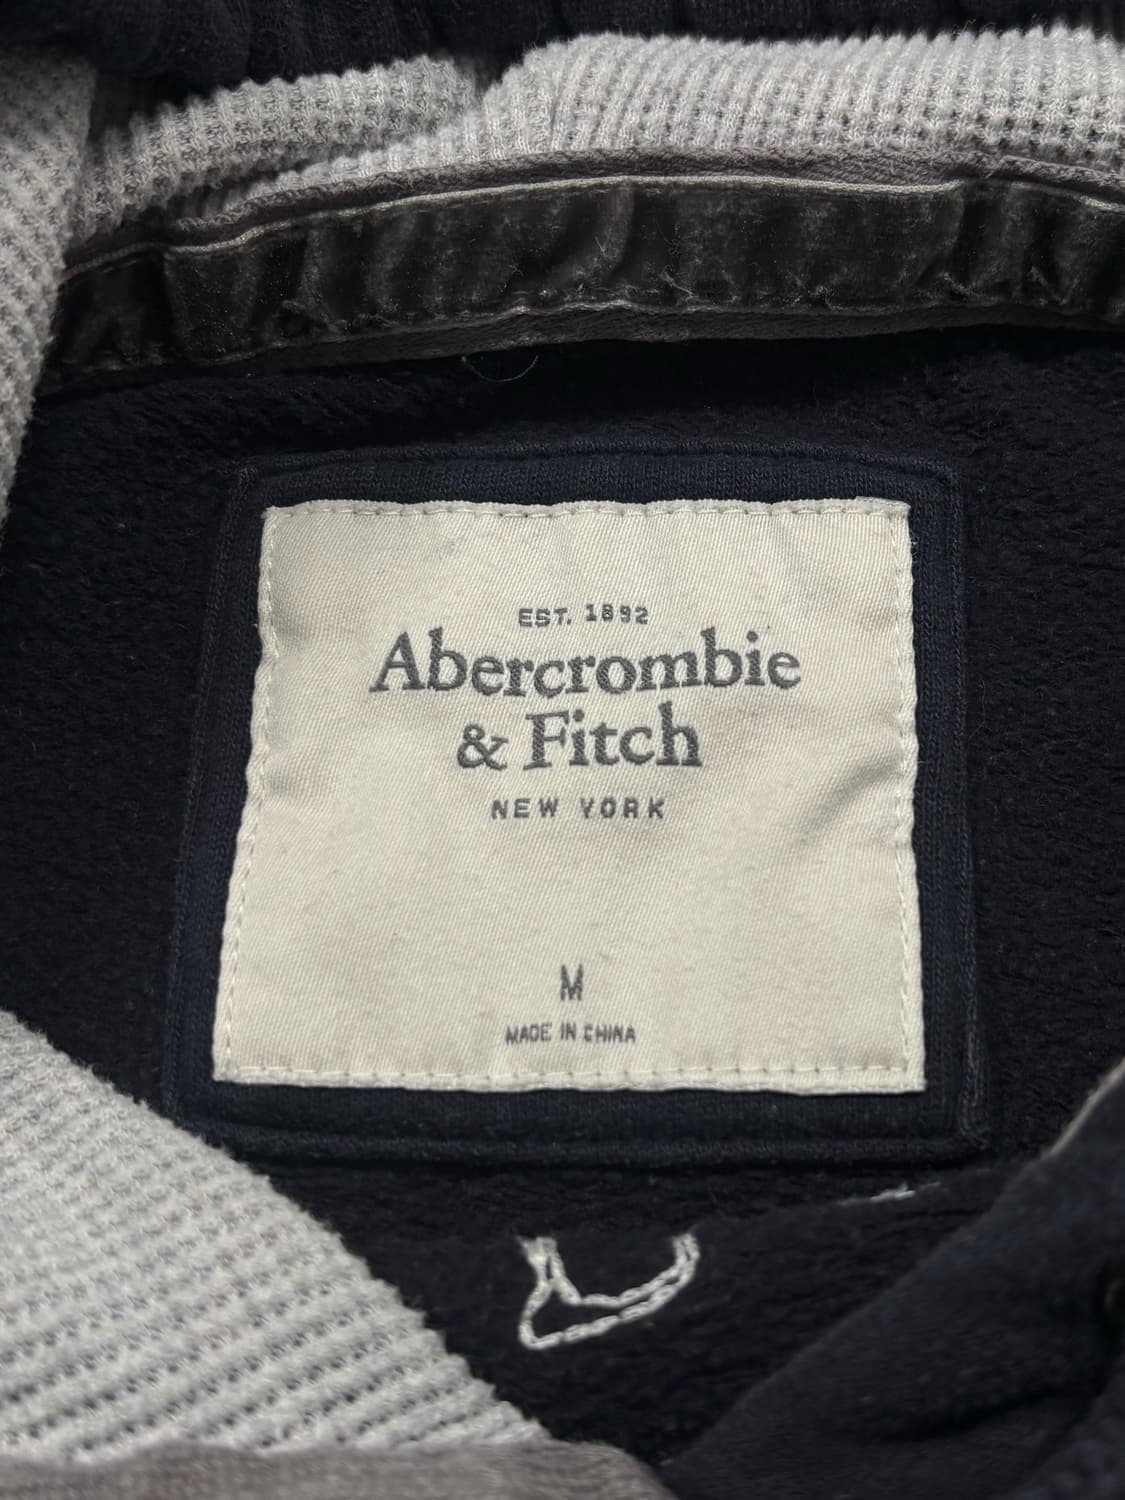 EST. 1892
Abercrombie
& Fitch
NEW YORK
M
MADE IN CHINA